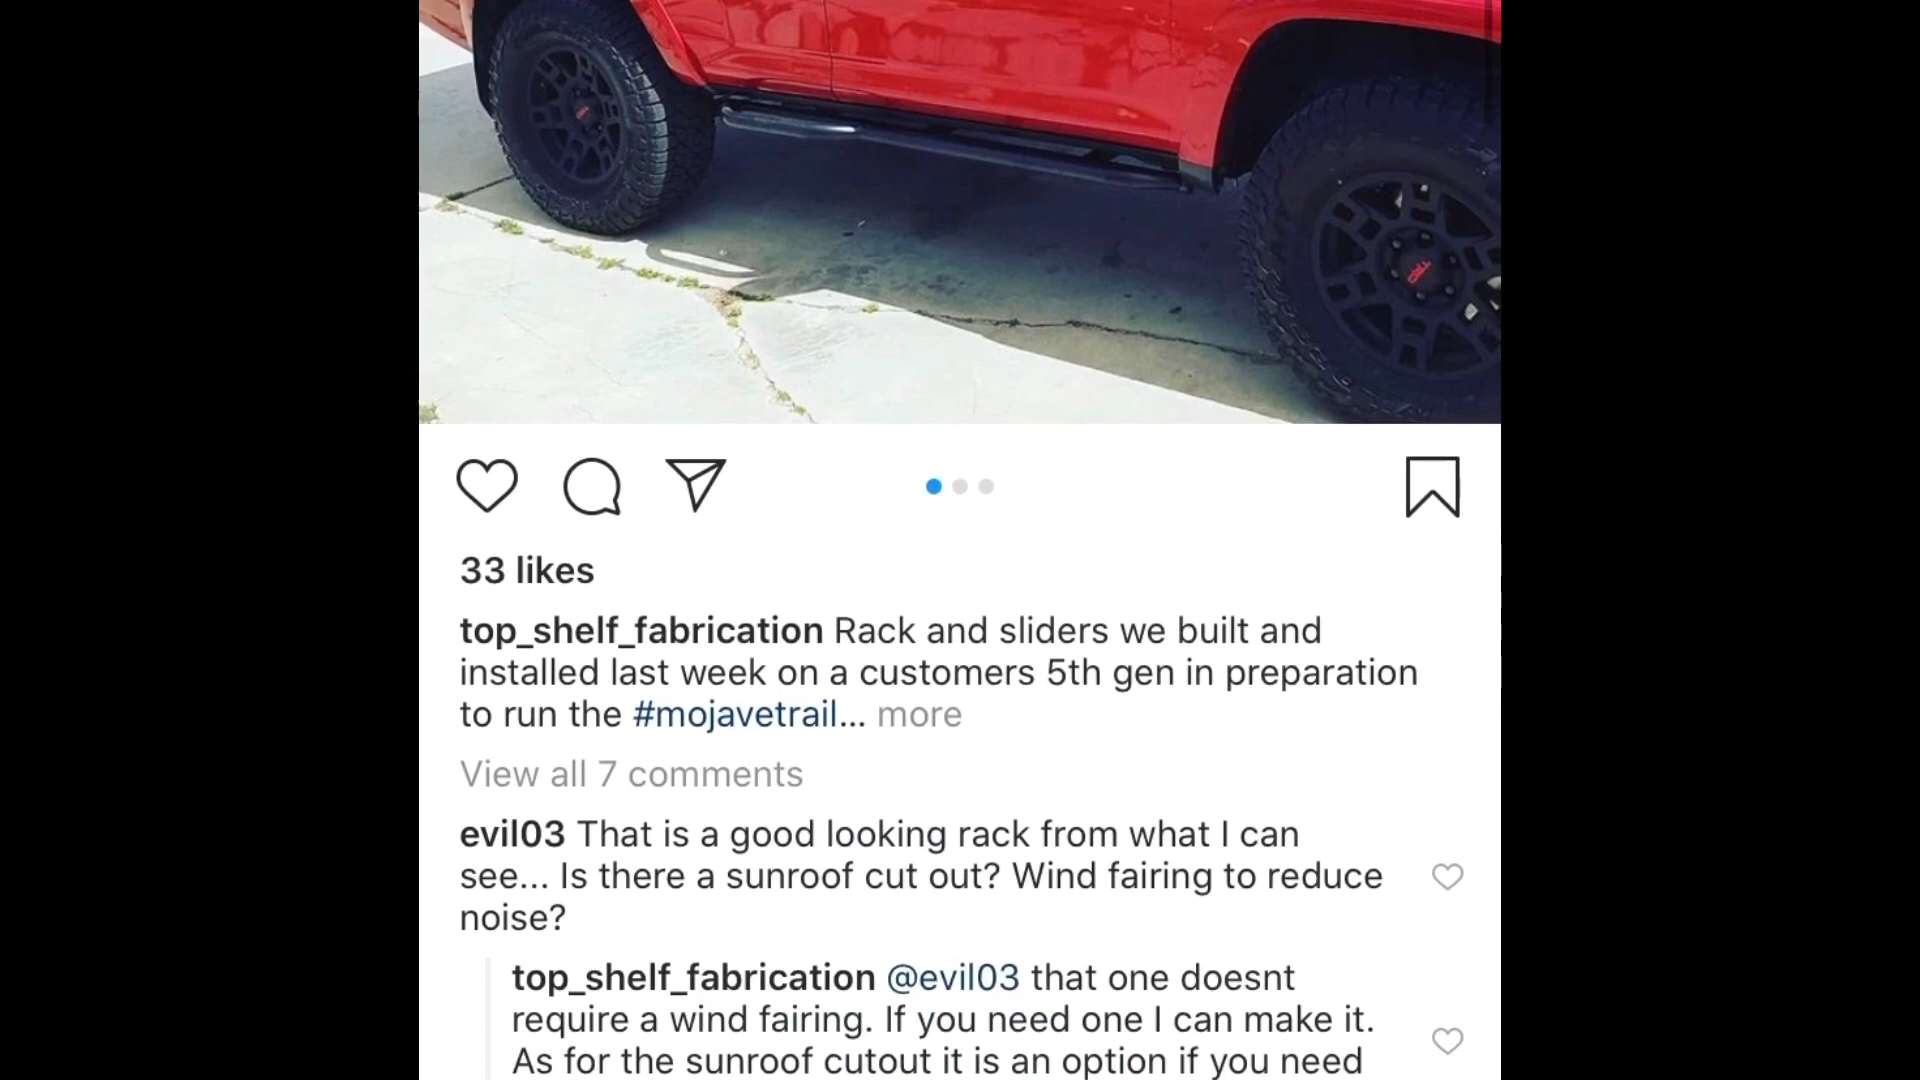 33 likes
top_shelf_fabrication Rack and sliders we built and
installed last week on a customers 5th gen in preparation
to run the #mojavetrail... more
View all 7 comments
evil03 That is a good looking rack from what I can
see... Is there a sunroof cut out? Wind fairing to reduce
noise?
top_shelf_fabrication @evil03 that one doesnt
require a wind fairing. If you need one I can make it.
As for the sunroof cutout it is an option if you need